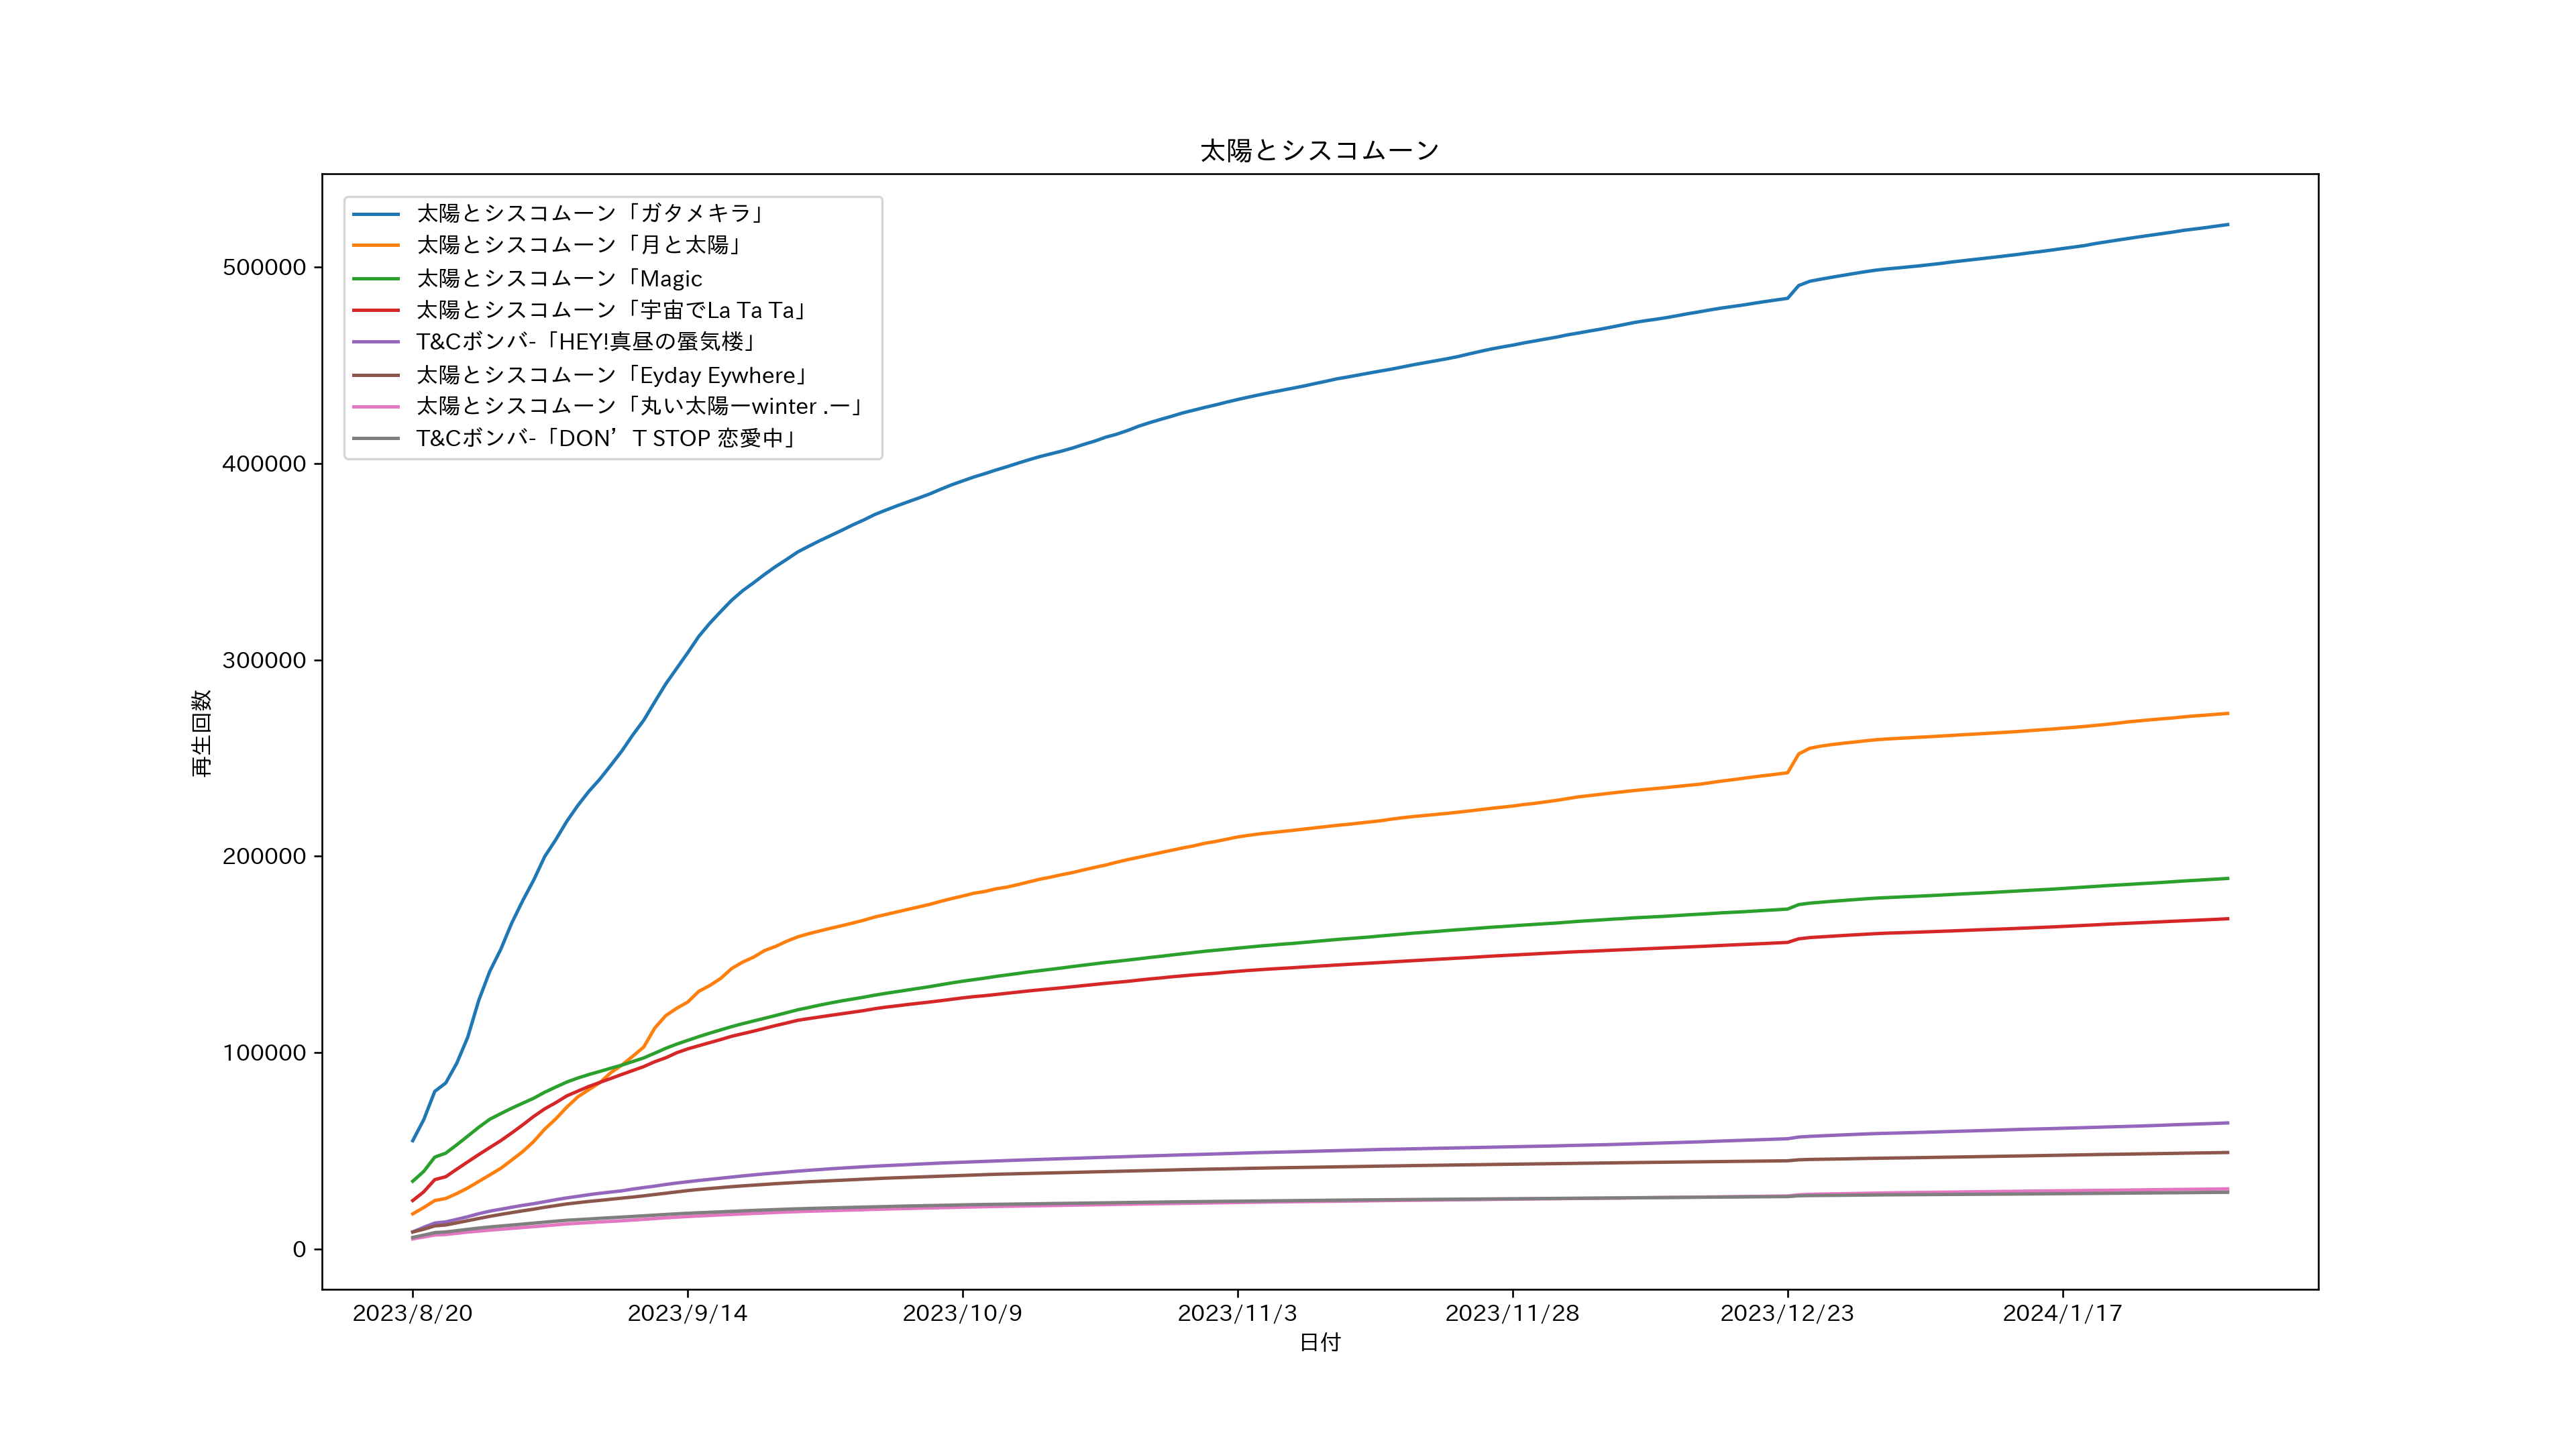 太陽とシスコムーン
太陽とシスコムーン「ガタメキラ」
太陽とシスコムーン「月と太陽」
太陽とシスコムーン「Magic
太陽とシスコムーン「宇宙でLa Ta Ta」
T&Cボンバ-「HEY!真昼の蜃気楼」
太陽とシスコムーン「Eyday Eywhere」
太陽とシスコムーン「丸い太陽ーwinter .ー」
T&Cボンバ-「DON’T STOP 恋愛中」
500000
400000
300000
200000
100000
0
再生回数
2023/8/20 2023/9/14 2023/10/9 2023/11/3 2023/11/28 2023/12/23 2024/1/17
日付